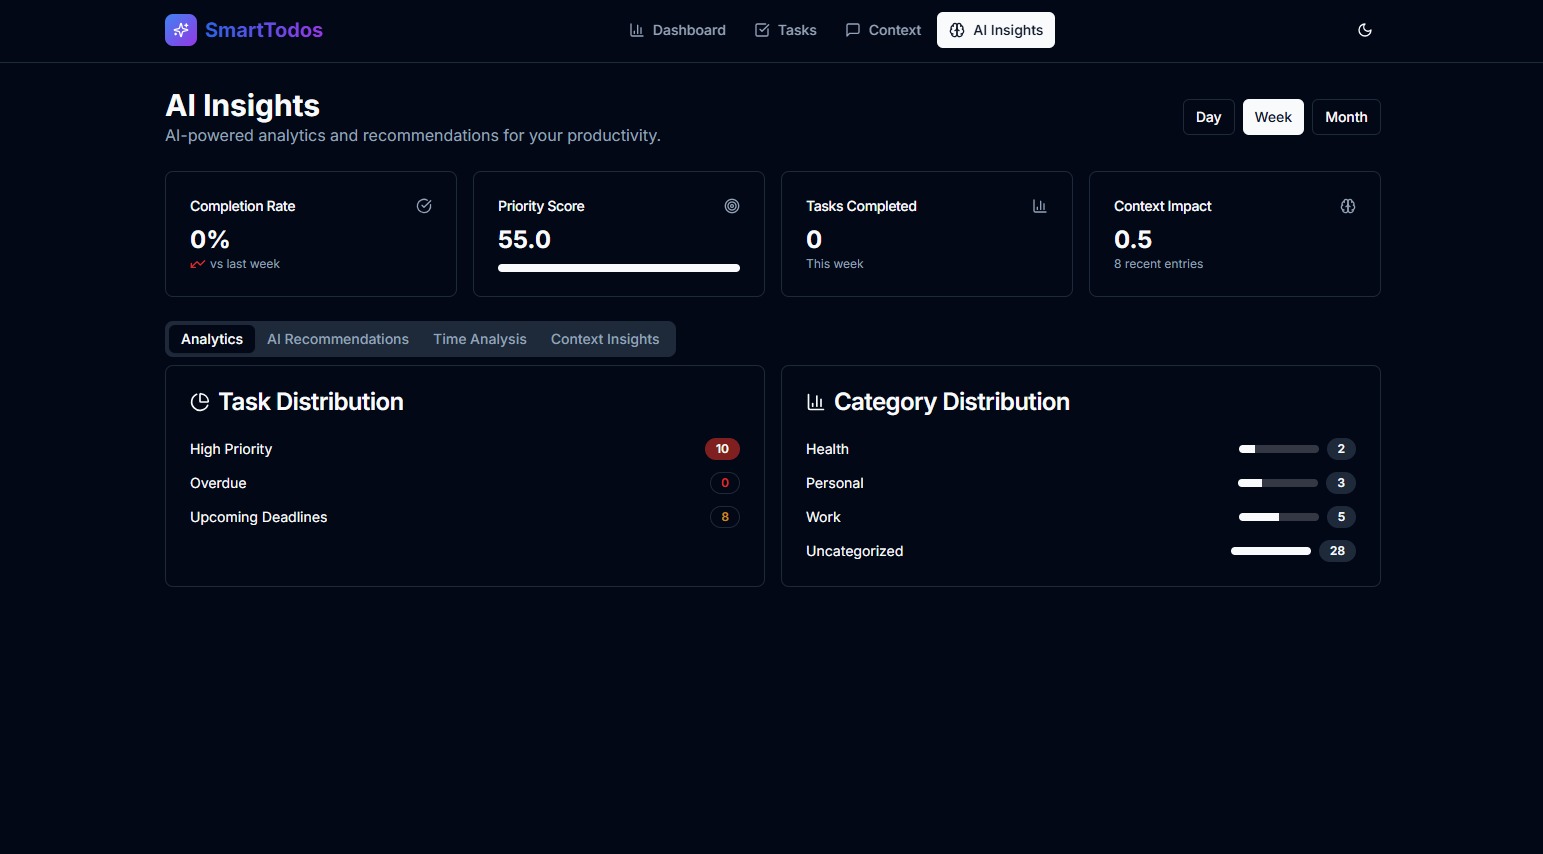 SmartTodos
Dashboard
Tasks
Context
AI Insights
AI Insights
AI-powered analytics and recommendations for your productivity.
Day
Week
Month
Completion Rate
0%
vs last week
Priority Score
55.0
Tasks Completed
0
This week
Context Impact
0.5
8 recent entries
Analytics
AI Recommendations
Time Analysis
Context Insights
Task Distribution
High Priority 10
Overdue 0
Upcoming Deadlines 8
Category Distribution
Health 2
Personal 3
Work 5
Uncategorized 28